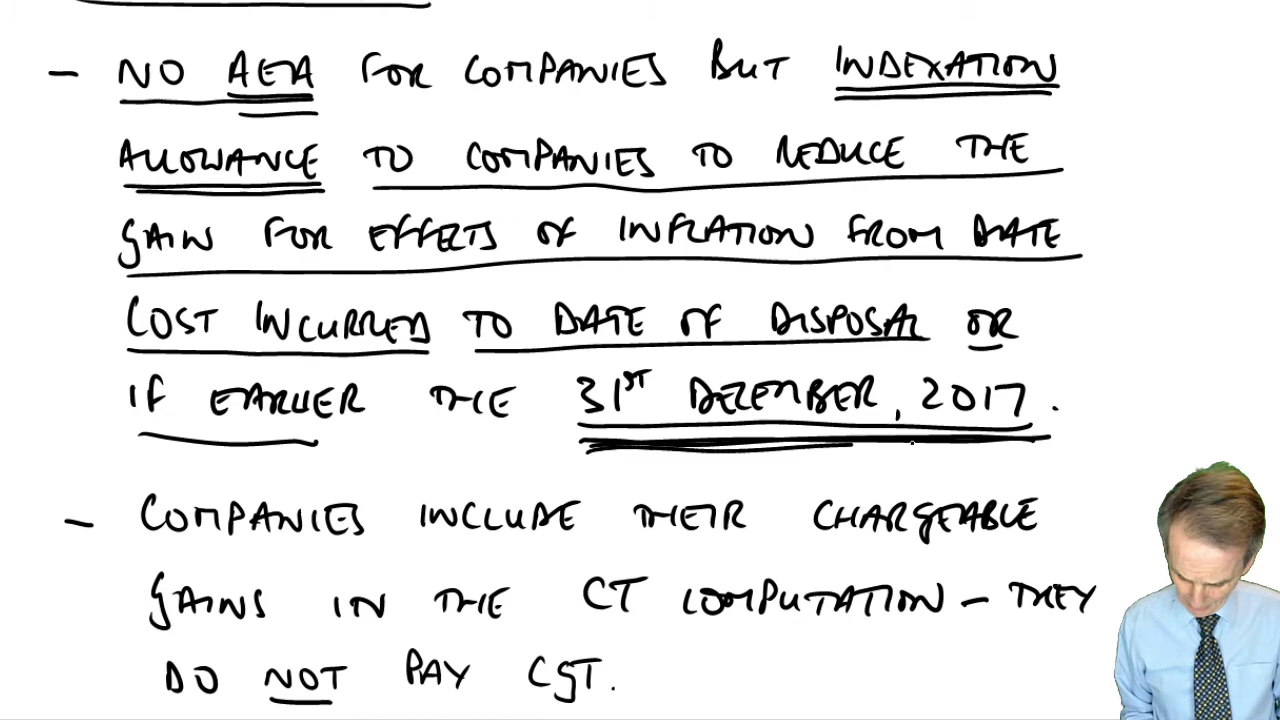 - NO AEA FOR COMPANIES BUT INDEXATION
ALLOWANCE TO COMPANIES TO REDUCE THE
GAIN FOR EFFECTS OF INFLATION FROM DATE
COST INCURRED TO DATE OF DISPOSAL OR
IF EARLIER THE 31ST DECEMBER, 2017.
- COMPANIES INCLUDE THEIR CHARGEABLE
GAINS IN THE CT COMPUTATION - THEY
DO NOT PAY CGT.